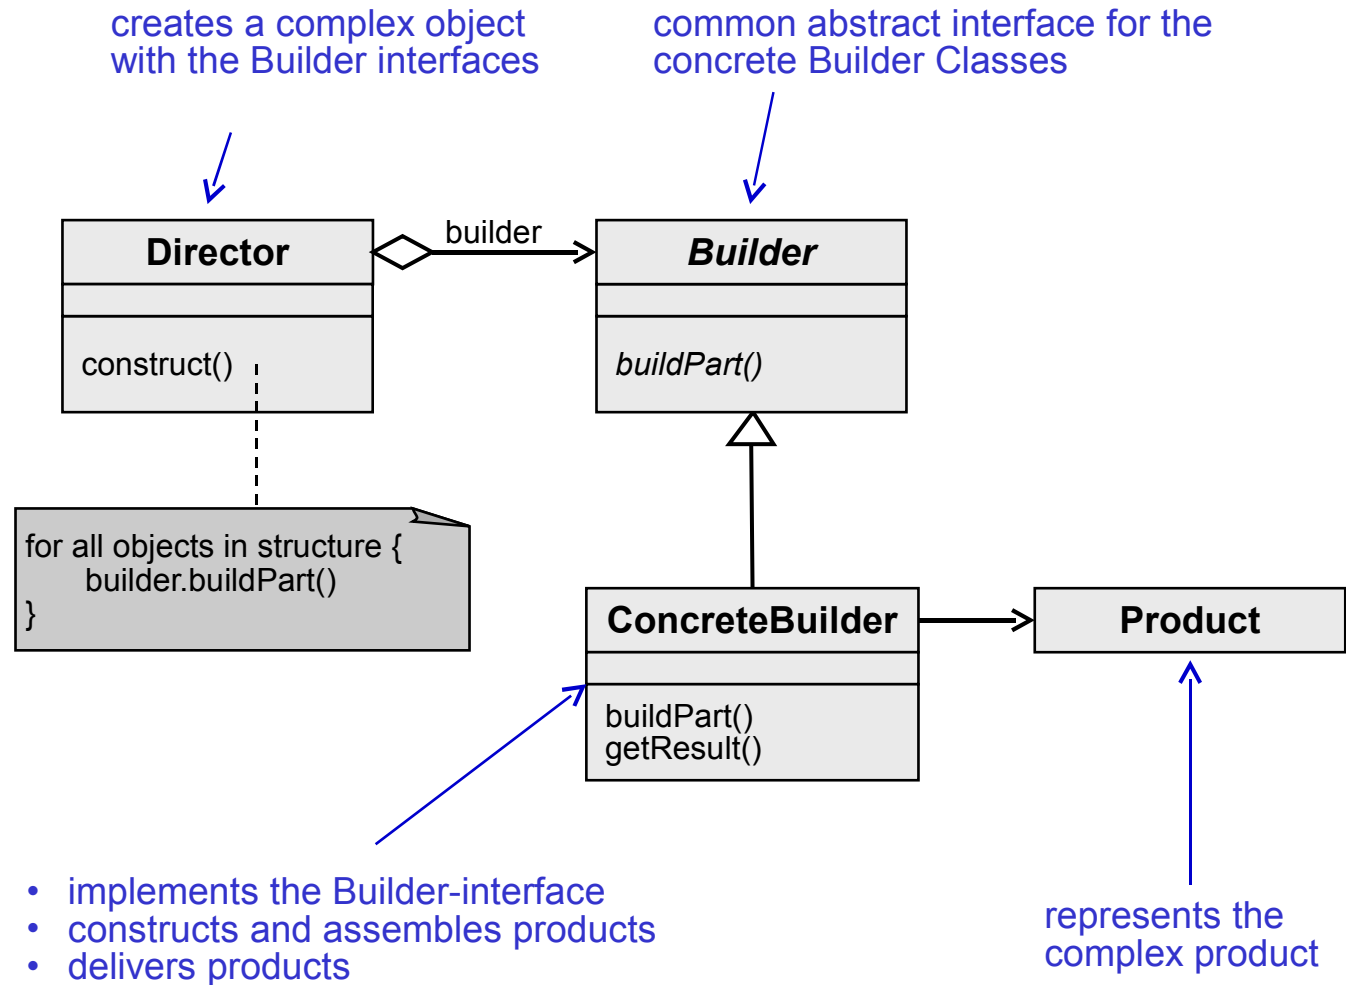 creates a complex object
with the Builder interfaces
common abstract interface for the
concrete Builder Classes
Director
builder
Builder
construct()
buildPart()
for all objects in structure {
builder.buildPart()
}
ConcreteBuilder
Product
buildPart()
getResult()
• implements the Builder-interface
• constructs and assembles products
• delivers products
represents the
complex product